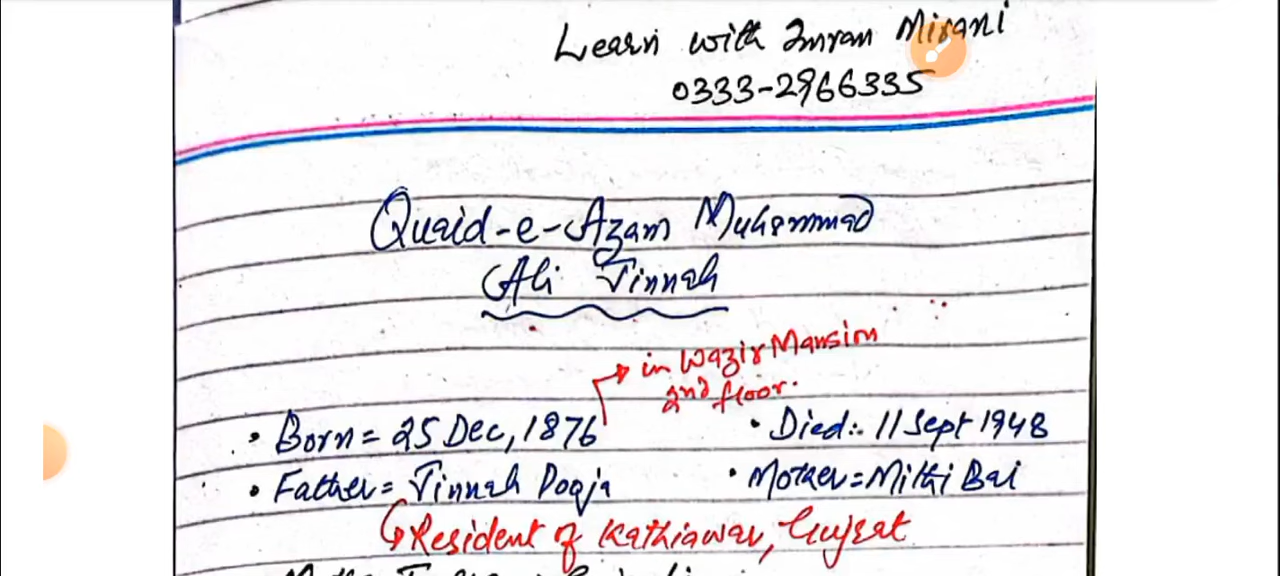 Learn with Imran Mirani
0333-2966335
Quaid-e-Azam Muhammad
Ali Jinnah
in Wazir Mansion
2nd floor.
• Born = 25 Dec, 1876
• Died:- 11 Sept 1948
• Father = Jinnah Pooja
• Mother = Mithi Bai
Resident of Kathiawar, Gujrat